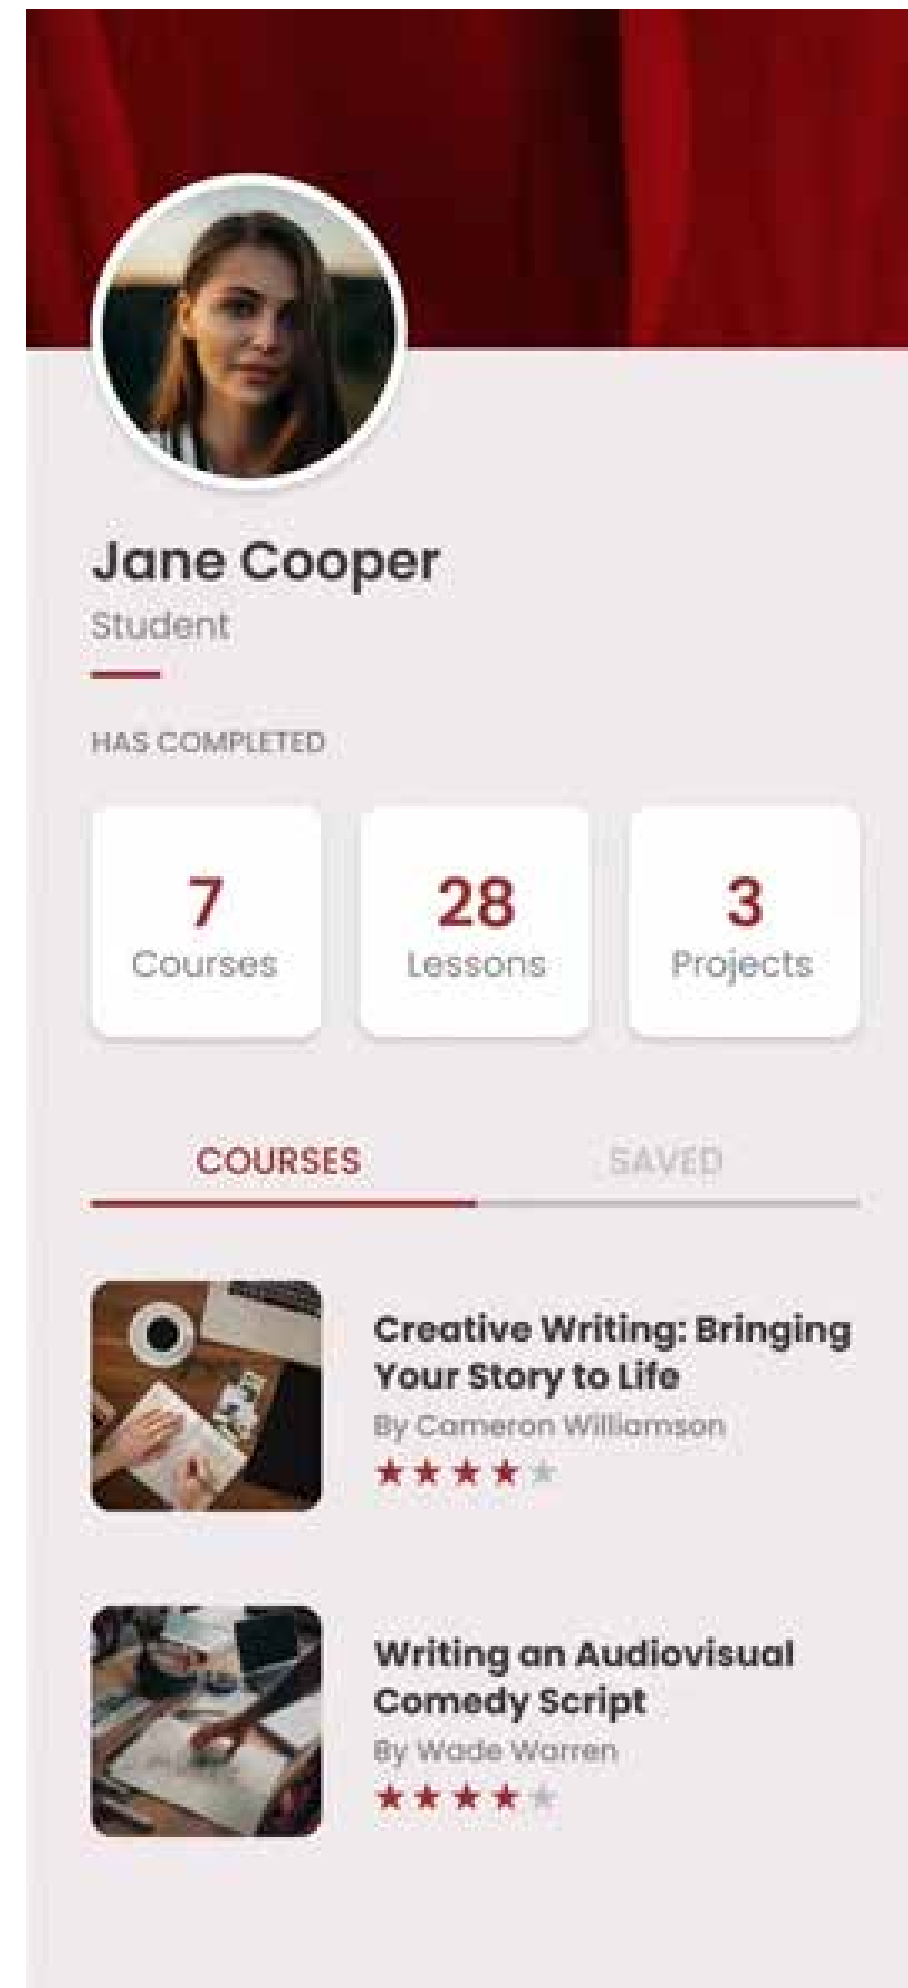 Jane Cooper
Student
HAS COMPLETED
7
Courses
28
Lessons
3
Projects
COURSES
SAVED
Creative Writing: Bringing
Your Story to Life
By Cameron Williamson
Writing an Audiovisual
Comedy Script
By Wade Warren